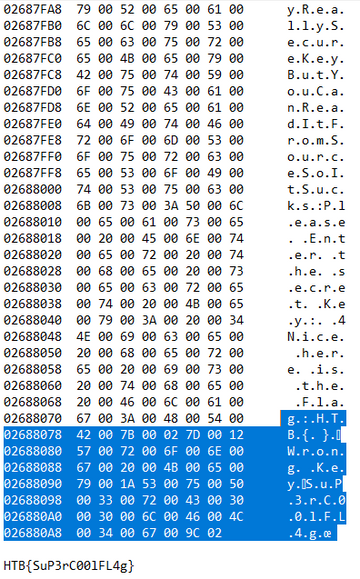 02687FA8 79 00 52 00 65 00 61 00 y.R.e.a.
02687FB0 6C 00 6C 00 79 00 53 00 l.l.y.S.
02687FB8 65 00 63 00 75 00 72 00 e.c.u.r.
02687FC0 65 00 4B 00 65 00 79 00 e.K.e.y.
02687FC8 42 00 75 00 74 00 59 00 B.u.t.Y.
02687FD0 6F 00 75 00 43 00 61 00 o.u.C.a.
02687FD8 6E 00 52 00 65 00 61 00 n.R.e.a.
02687FE0 64 00 49 00 74 00 46 00 d.I.t.F.
02687FE8 72 00 6F 00 6D 00 53 00 r.o.m.S.
02687FF0 6F 00 75 00 72 00 63 00 o.u.r.c.
02687FF8 65 00 53 00 6F 00 49 00 e.S.o.I.
02688000 74 00 53 00 75 00 63 00 t.S.u.c.
02688008 6B 00 73 00 3A 50 00 6C k.s.:P.l
02688010 00 65 00 61 00 73 00 65 .e.a.s.e
02688018 00 20 00 45 00 6E 00 74 . .E.n.t
02688020 00 65 00 72 00 20 00 74 .e.r. .t
02688028 00 68 00 65 00 20 00 73 .h.e. .s
02688030 00 65 00 63 00 72 00 65 .e.c.r.e
02688038 00 74 00 20 00 4B 00 65 .t. .K.e
02688040 00 79 00 3A 00 20 00 34 .y.:. .4
02688048 4E 00 69 00 63 00 65 00 N.i.c.e.
02688050 20 00 68 00 65 00 72 00 .h.e.r.
02688058 65 00 20 00 69 00 73 00 e. .i.s.
02688060 20 00 74 00 68 00 65 00 .t.h.e.
02688068 20 00 46 00 6C 00 61 00 .F.l.a.
02688070 67 00 3A 00 48 00 54 00 g.:.H.T.
02688078 42 00 7B 00 02 7D 00 12 B.{.␂}.␒
02688080 57 00 72 00 6F 00 6E 00 W.r.o.n.
02688088 67 00 20 00 4B 00 65 00 g. .K.e.
02688090 79 00 1A 53 00 75 00 50 y.S.u.P
02688098 00 33 00 72 00 43 00 30 .3.r.C.0
026880A0 00 30 00 6C 00 46 00 4C .0.l.F.L
026880A8 00 34 00 67 00 9C 02 .4.g.œ
HTB{SuP3rC00lFL4g}